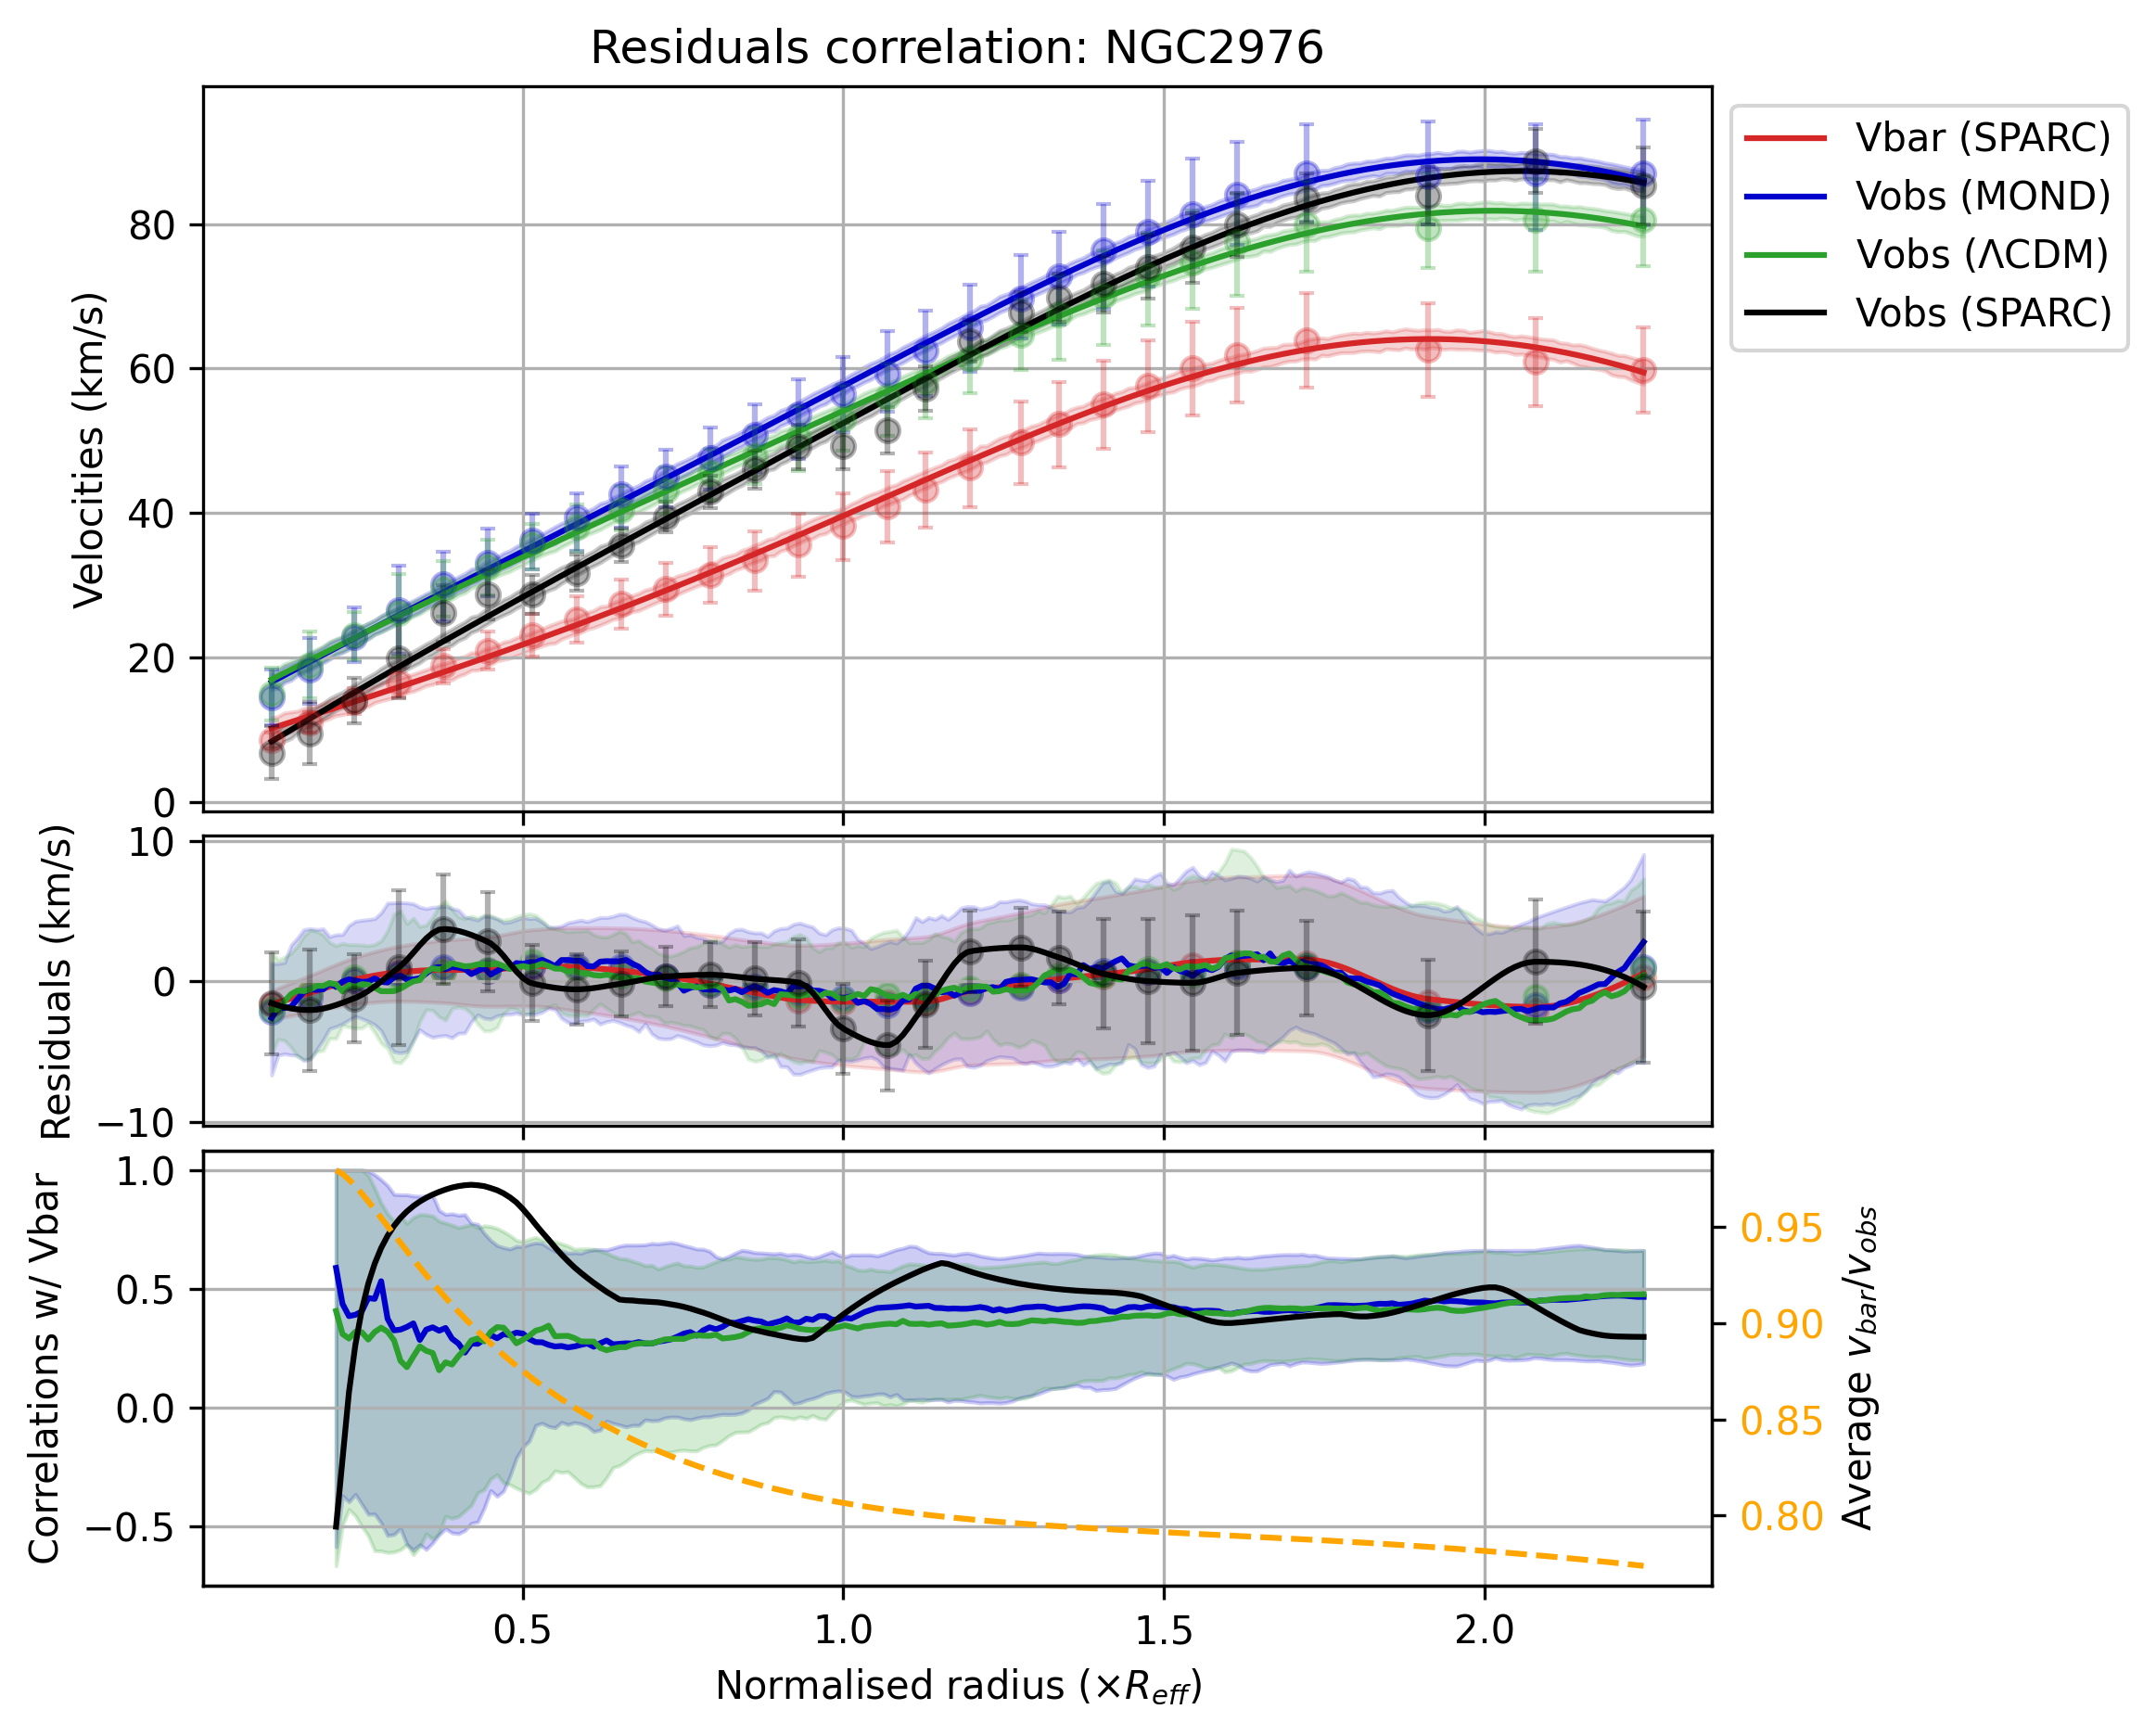 Residuals correlation: NGC2976
Velocities (km/s)
80
60
40
20
0
Vbar (SPARC)
Vobs (MOND)
Vobs (ΛCDM)
Vobs (SPARC)
Residuals (km/s)
10
0
−10
Correlations w/ Vbar
1.0
0.5
0.0
−0.5
0.95
0.90
0.85
0.80
Average v_bar/v_obs
0.5 1.0 1.5 2.0
Normalised radius (×R_eff)